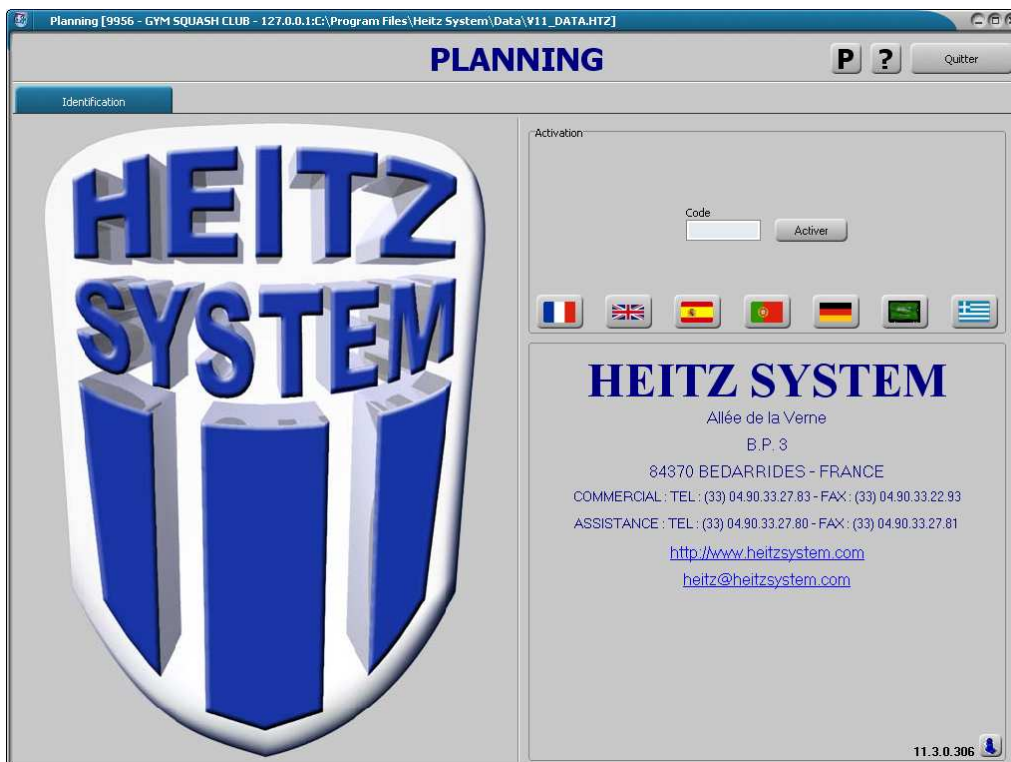 Planning [9956 - GYM SQUASH CLUB - 127.0.0.1:C:\Program Files\Heitz System\Data\V11_DATA.HTZ]
PLANNING
P
?
Quitter
Identification
HEITZ
SYSTEM
Activation
Code
Activer
HEITZ SYSTEM
Allée de la Verne
B.P. 3
84370 BEDARRIDES - FRANCE
COMMERCIAL : TEL : (33) 04.90.33.27.83 - FAX : (33) 04.90.33.22.93
ASSISTANCE : TEL : (33) 04.90.33.27.80 - FAX : (33) 04.90.33.27.81
http://www.heitzsystem.com
heitz@heitzsystem.com
11.3.0.306